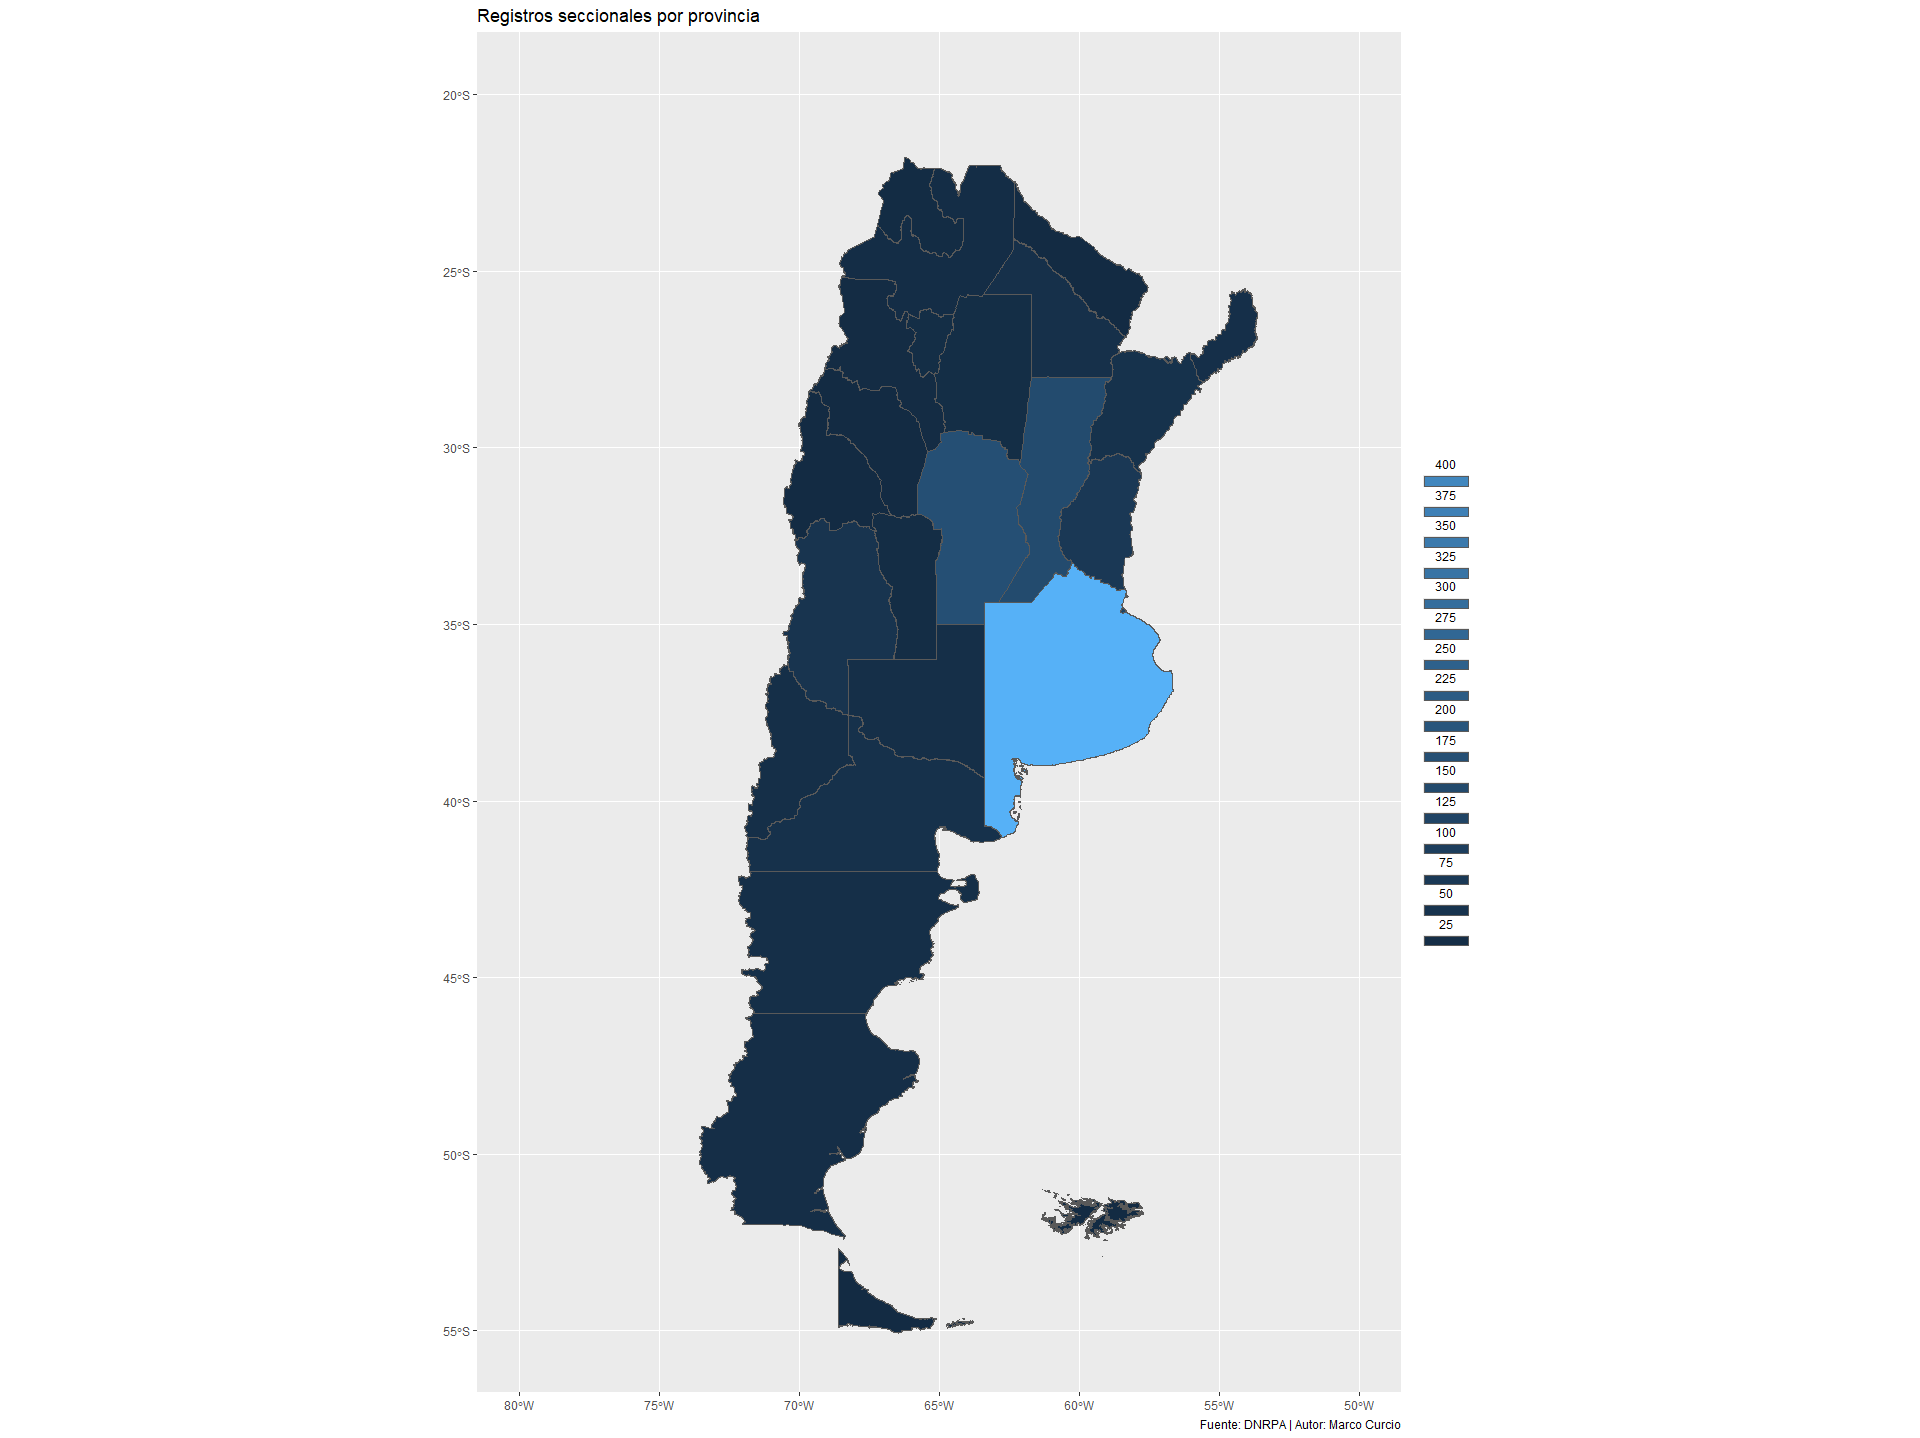 Registros seccionales por provincia
20°S
25°S
30°S
35°S
40°S
45°S
50°S
55°S
80°W
75°W
70°W
65°W
60°W
55°W
50°W
400
375
350
325
300
275
250
225
200
175
150
125
100
75
50
25
Fuente: DNRPA | Autor: Marco Curcio